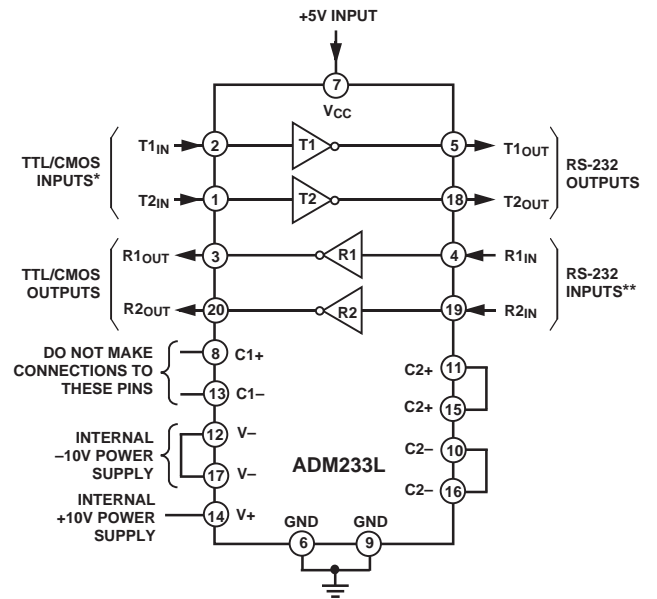 +5V INPUT
7
VCC
TTL/CMOS
INPUTS*
T1IN 2 T1 5 T1OUT
T2IN 1 T2 18 T2OUT
RS-232
OUTPUTS
TTL/CMOS
OUTPUTS
R1OUT 3 R1 4 R1IN
R2OUT 20 R2 19 R2IN
RS-232
INPUTS**
DO NOT MAKE
CONNECTIONS TO
THESE PINS
8 C1+
13 C1–
C2+ 11
C2+ 15
INTERNAL
–10V POWER
SUPPLY
12 V–
17 V–
C2– 10
C2– 16
ADM233L
INTERNAL
+10V POWER
SUPPLY
14 V+
GND GND
6 9